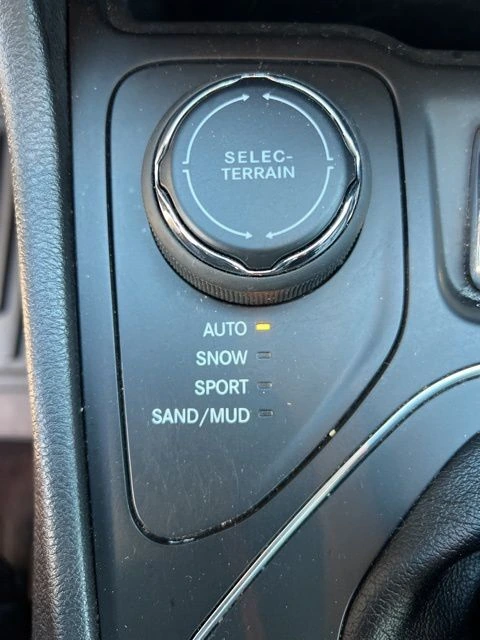 SELEC-
TERRAIN
AUTO
SNOW
SPORT
SAND/MUD